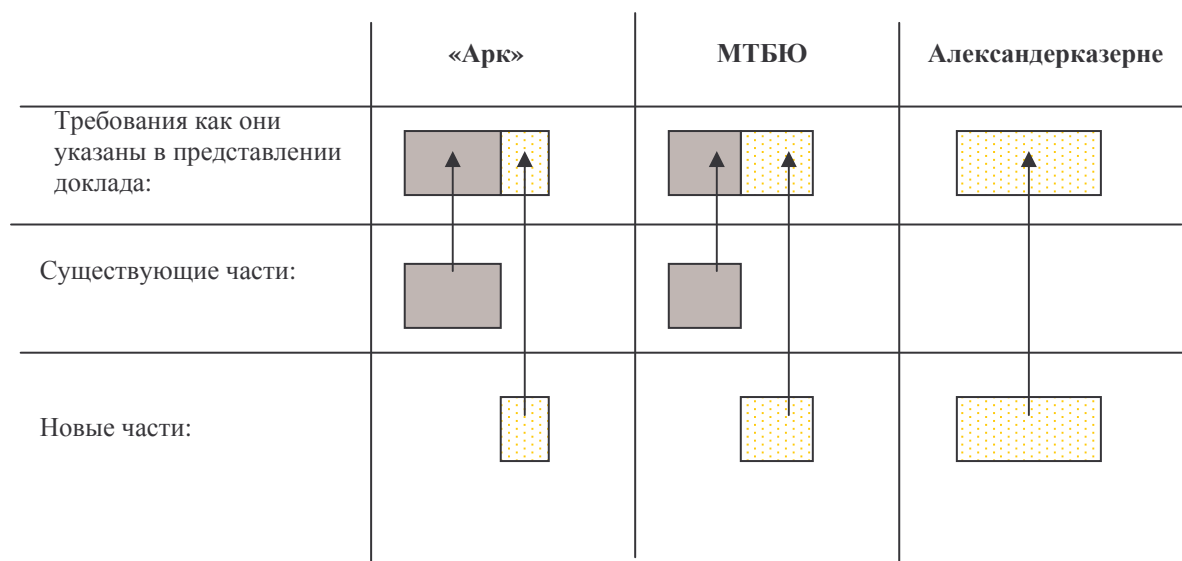 «Арк»
МТБЮ
Александерказерне
Требования как они
указаны в представлении
доклада:
Существующие части:
Новые части: